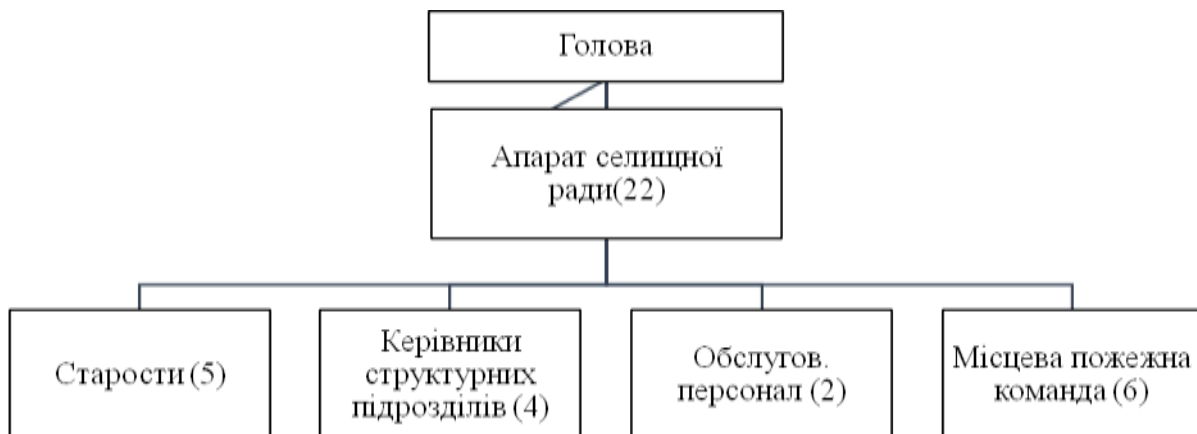 Голова
Апарат селищної
ради(22)
Старости (5)
Керівники
структурних
підрозділів (4)
Обслугов.
персонал (2)
Місцева пожежна
команда (6)